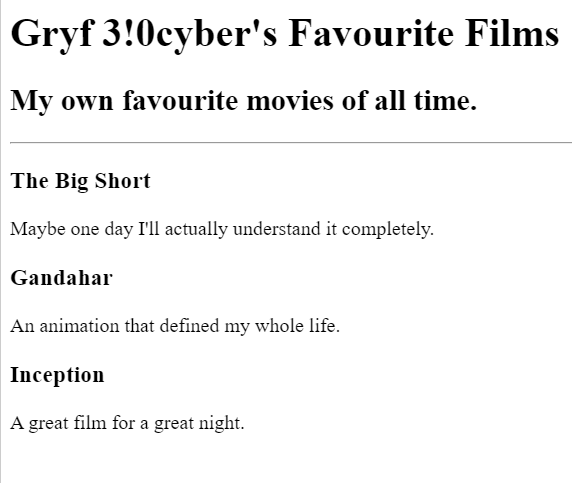 Gryf 3!0cyber's Favourite Films
My own favourite movies of all time.
The Big Short
Maybe one day I'll actually understand it completely.
Gandahar
An animation that defined my whole life.
Inception
A great film for a great night.